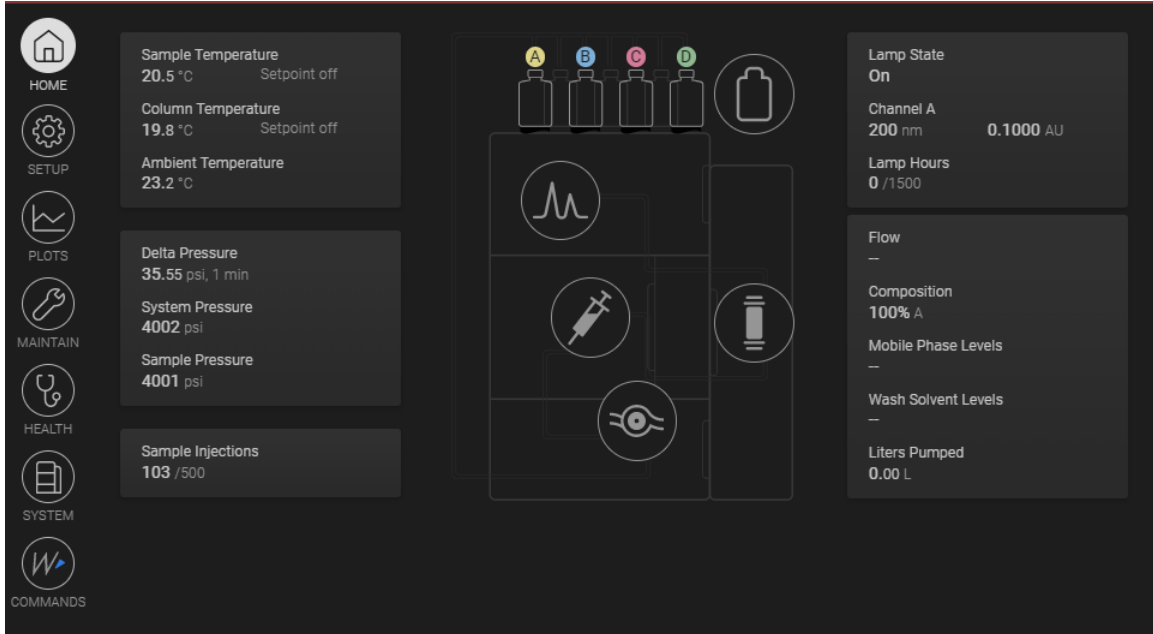 HOME
SETUP
PLOTS
MAINTAIN
HEALTH
SYSTEM
COMMANDS
Sample Temperature
20.5 °C Setpoint off
Column Temperature
19.8 °C Setpoint off
Ambient Temperature
23.2 °C
Delta Pressure
35.55 psi, 1 min
System Pressure
4002 psi
Sample Pressure
4001 psi
Sample Injections
103 /500
A B C D
Lamp State
On
Channel A
200 nm 0.1000 AU
Lamp Hours
0 /1500
Flow
--
Composition
100% A
Mobile Phase Levels
--
Wash Solvent Levels
--
Liters Pumped
0.00 L